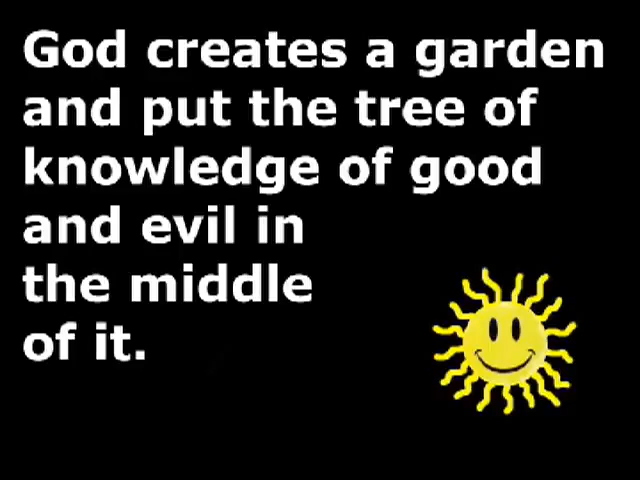 God creates a garden
and put the tree of
knowledge of good
and evil in
the middle
of it.